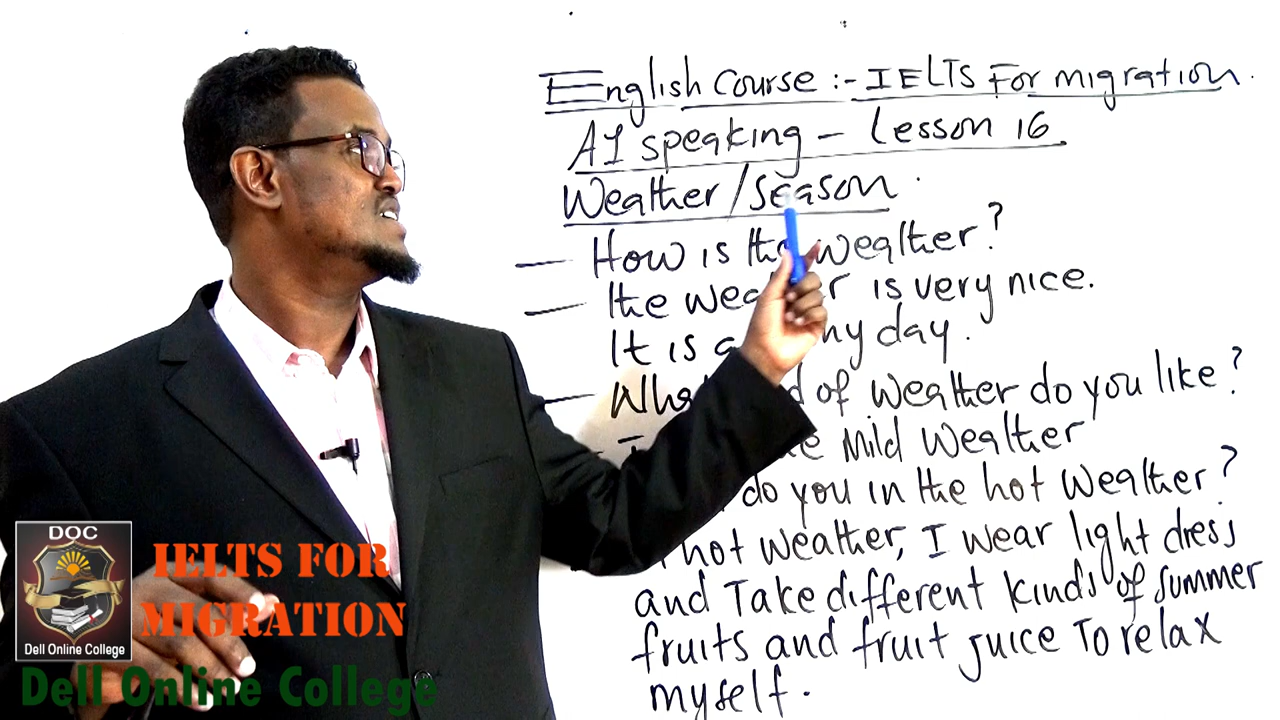 English Course :- IELTS For migration.
A1 speaking - Lesson 16
Weather/Season.
- How is the weather?
- the weather is very nice.
It is a day.
- What of weather do you like?
- mild weather
do you in the hot weather?
hot weather, I wear light dress
and Take different kinds of summer
fruits and fruit juice To relax
myself.
DOC
Dell Online College
IELTS FOR
MIGRATION
Dell Online College